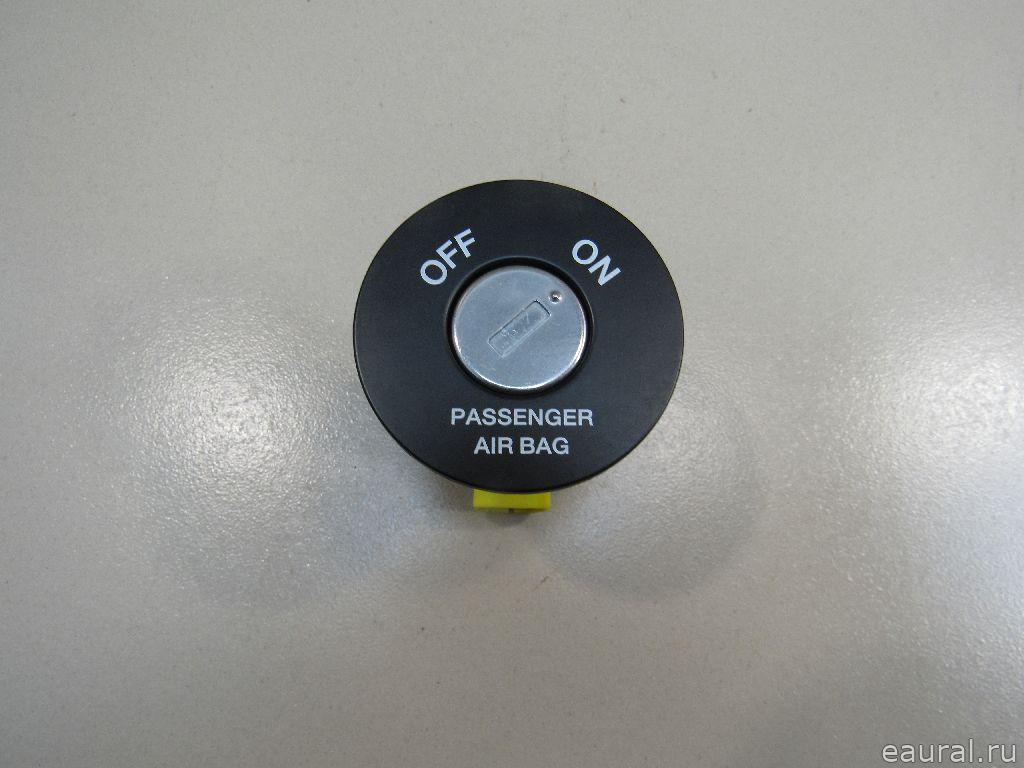 OFF
ON
PASSENGER
AIR BAG
eaural.ru